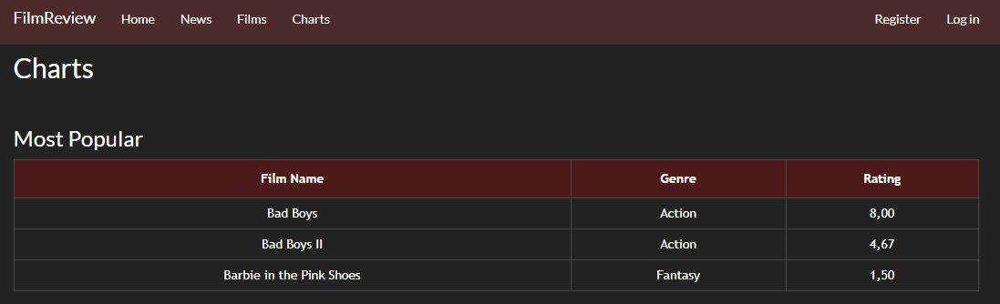 FilmReview Home News Films Charts Register Log in
Charts
Most Popular
Film Name Genre Rating
Bad Boys Action 8,00
Bad Boys II Action 4,67
Barbie in the Pink Shoes Fantasy 1,50